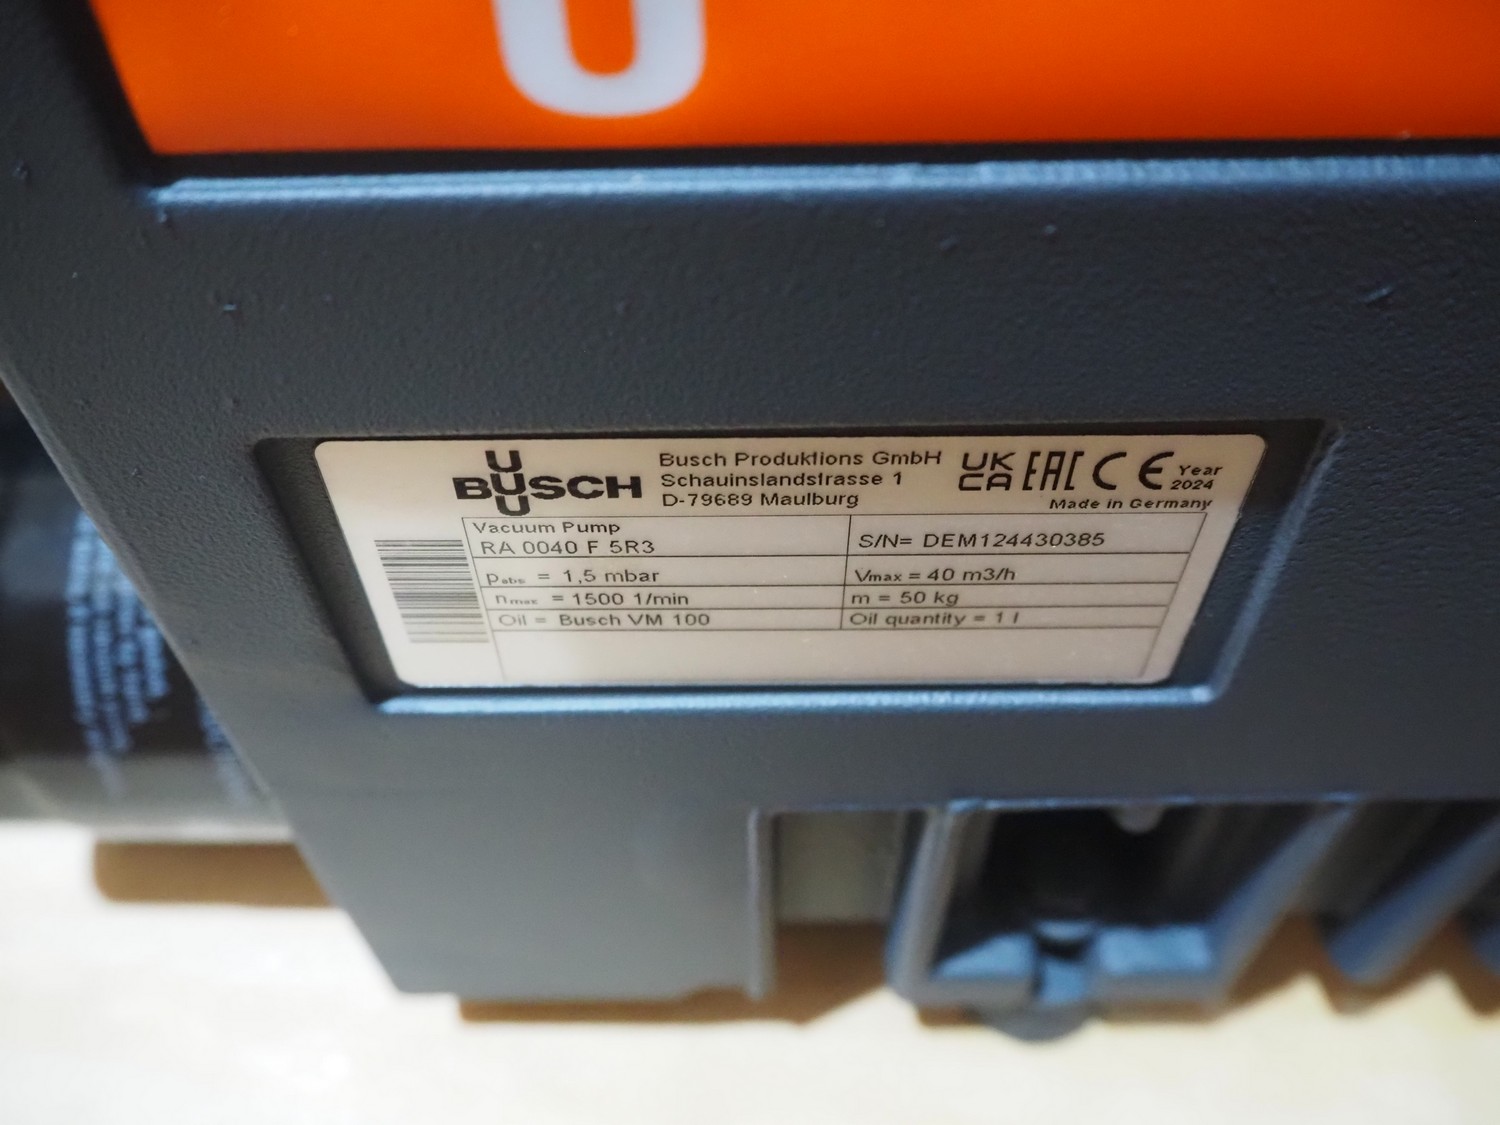 U
BUSCH
U
Busch Produktions GmbH
Schauinslandstrasse 1
D-79689 Maulburg
UK
CA EAC CE Year
2024
Made in Germany
Vacuum Pump
RA 0040 F 5R3
S/N= DEM124430385
pabs = 1,5 mbar
Vmax = 40 m3/h
nmax = 1500 1/min
m = 50 kg
Oil = Busch VM 100
Oil quantity = 1 l